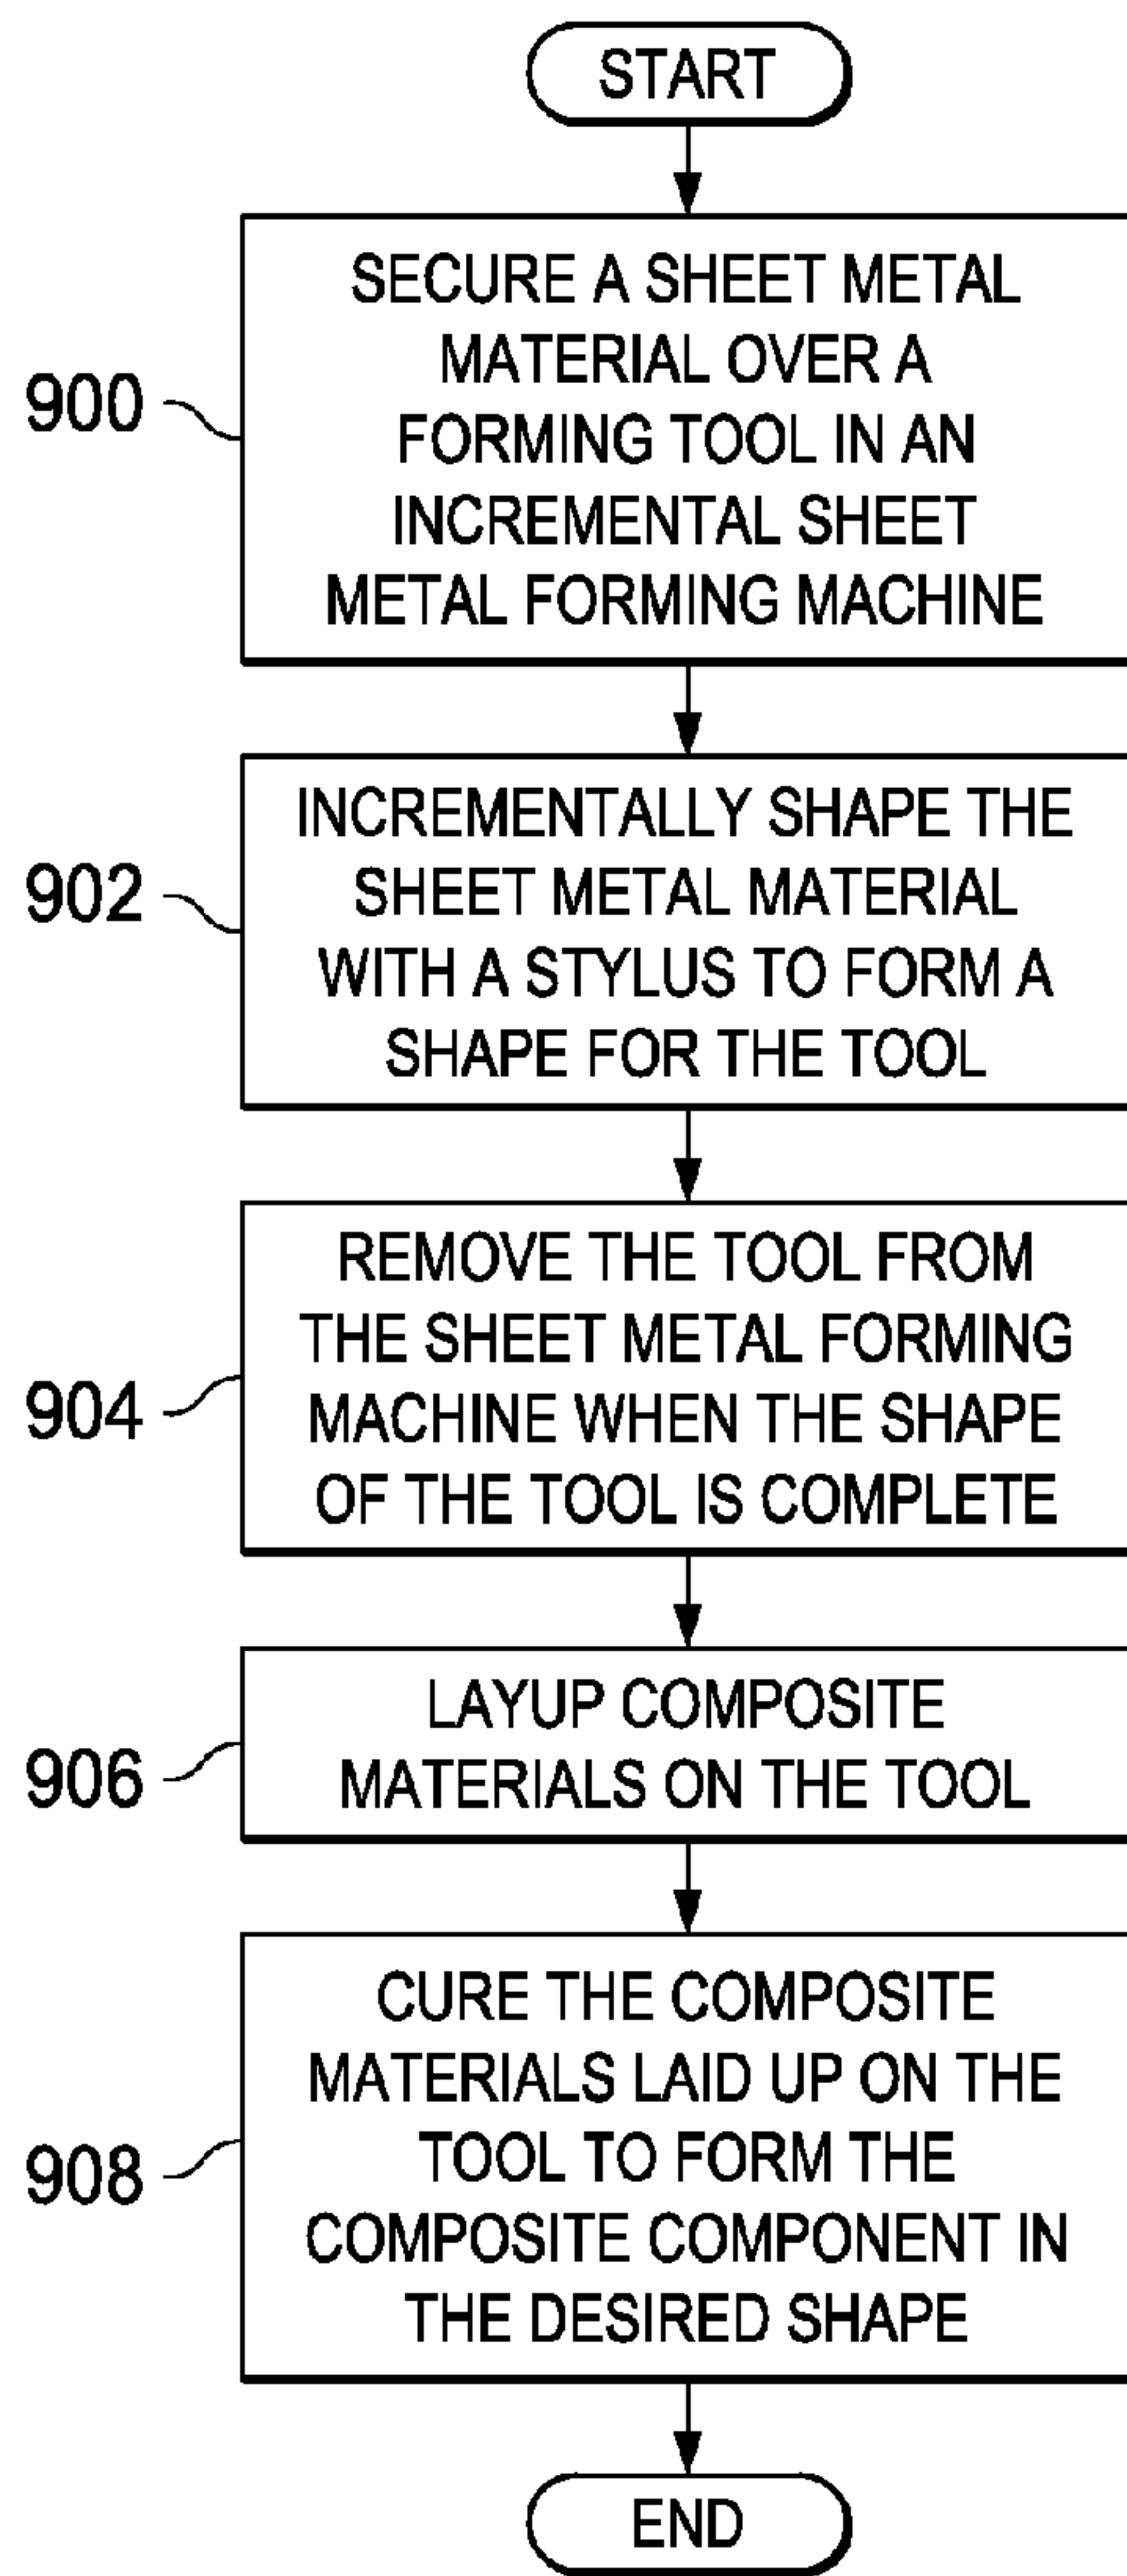 START
900
SECURE A SHEET METAL
MATERIAL OVER A
FORMING TOOL IN AN
INCREMENTAL SHEET
METAL FORMING MACHINE
902
INCREMENTALLY SHAPE THE
SHEET METAL MATERIAL
WITH A STYLUS TO FORM A
SHAPE FOR THE TOOL
904
REMOVE THE TOOL FROM
THE SHEET METAL FORMING
MACHINE WHEN THE SHAPE
OF THE TOOL IS COMPLETE
906
LAYUP COMPOSITE
MATERIALS ON THE TOOL
908
CURE THE COMPOSITE
MATERIALS LAID UP ON THE
TOOL TO FORM THE
COMPOSITE COMPONENT IN
THE DESIRED SHAPE
END